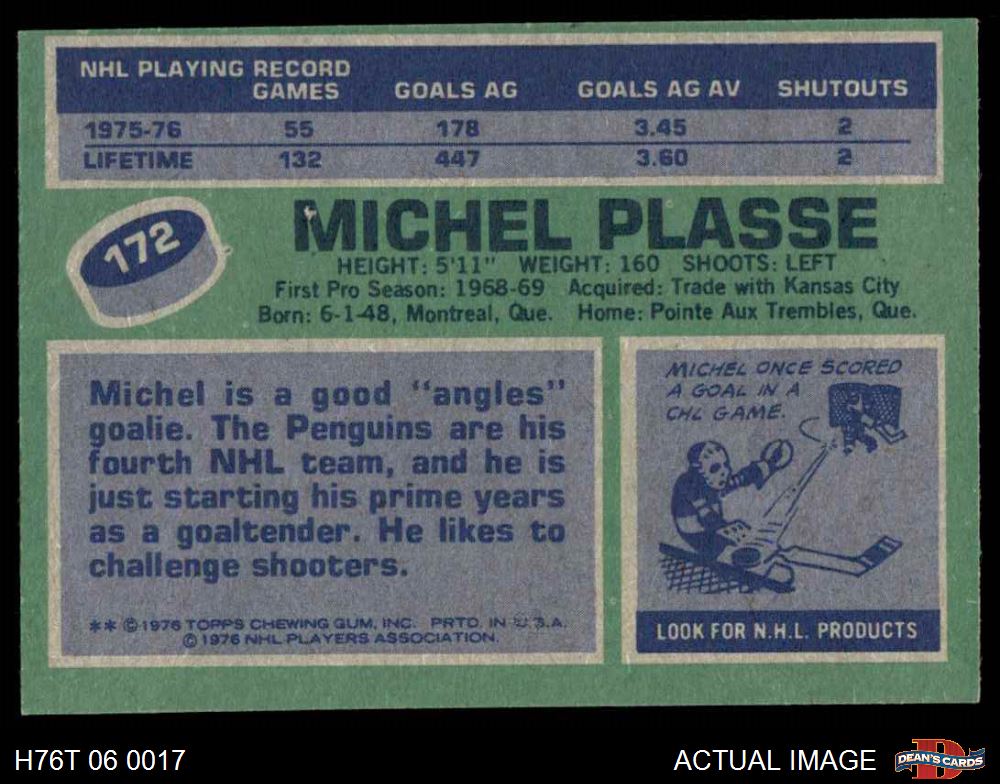 NHL PLAYING RECORD
GAMES GOALS AG GOALS AG AV SHUTOUTS
1975-76 55 178 3.45 2
LIFETIME 132 447 3.60 2
172
MICHEL PLASSE
HEIGHT: 5'11" WEIGHT: 160 SHOOTS: LEFT
First Pro Season: 1968-69 Acquired: Trade with Kansas City
Born: 6-1-48, Montreal, Que. Home: Pointe Aux Trembles, Que.
Michel is a good "angles"
goalie. The Penguins are his
fourth NHL team, and he is
just starting his prime years
as a goaltender. He likes to
challenge shooters.
** © 1976 TOPPS CHEWING GUM, INC. PRTD. IN U.S.A.
© 1976 NHL PLAYERS ASSOCIATION.
MICHEL ONCE SCORED
A GOAL IN A
CHL GAME.
LOOK FOR N.H.L. PRODUCTS
H76T 06 0017
ACTUAL IMAGE
D
DEAN'S CARDS